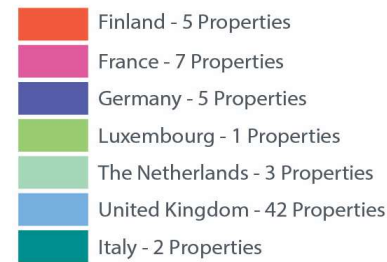 Finland - 5 Properties
France - 7 Properties
Germany - 5 Properties
Luxembourg - 1 Properties
The Netherlands - 3 Properties
United Kingdom - 42 Properties
Italy - 2 Properties